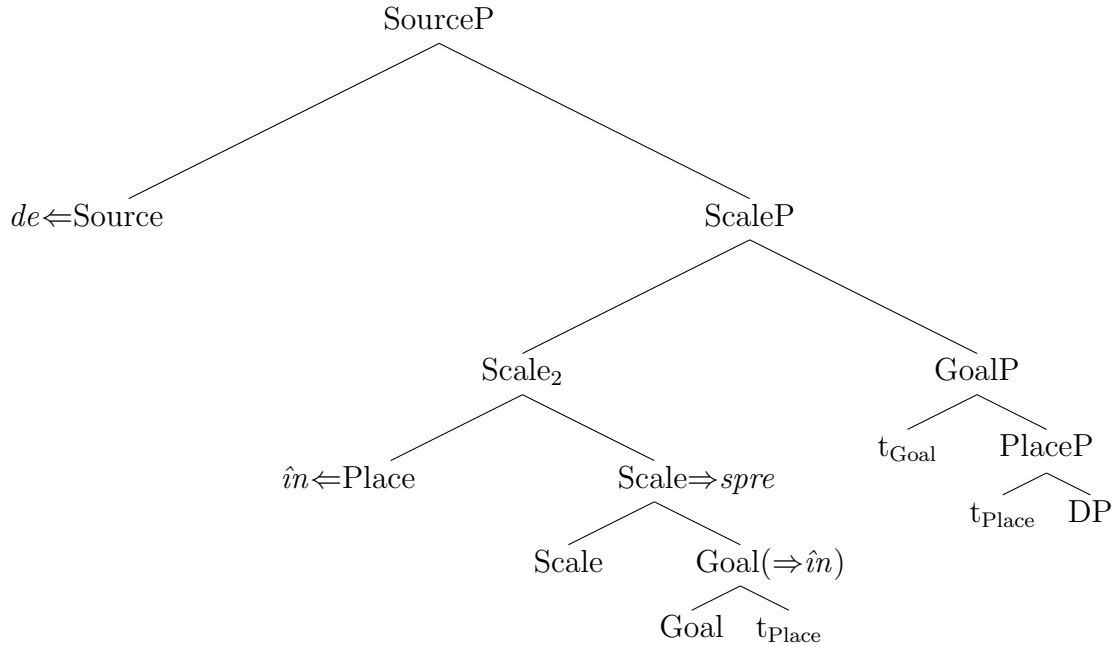 SourceP
de⇐Source ScaleP
Scale₂ GoalP
t_Goal PlaceP
în⇐Place Scale⇒spre
t_Place DP
Scale Goal(⇒în)
Goal t_Place